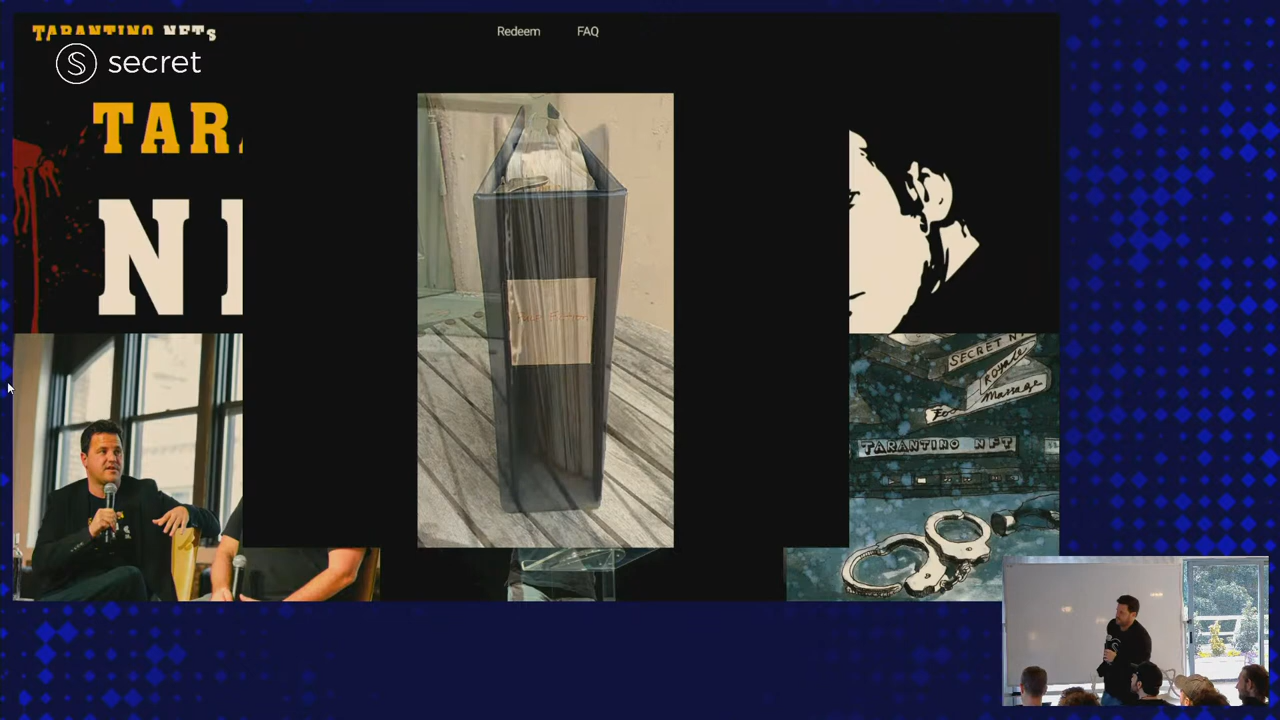 TARANTINO NFTs
Redeem FAQ
secret
TAR
N
SECRET N
ROYALE
Massage
TARANTINO NFT